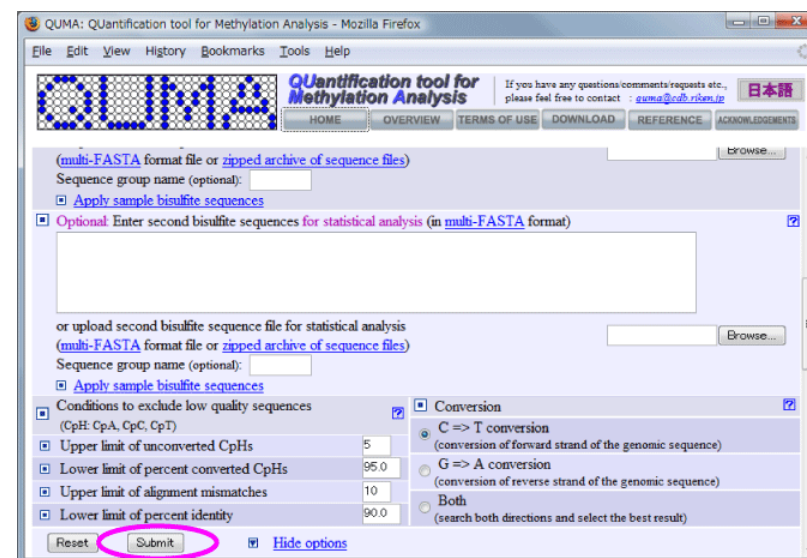 QUMA: QUantification tool for Methylation Analysis - Mozilla Firefox
File Edit View History Bookmarks Tools Help
QUMA
QUantification tool for
Methylation Analysis
If you have any questions/comments/requests etc.,
please feel free to contact : quma@cdb.riken.jp
日本語
HOME OVERVIEW TERMS OF USE DOWNLOAD REFERENCE ACKNOWLEDGEMENTS
Browse...
(multi-FASTA format file or zipped archive of sequence files)
Sequence group name (optional):
Apply sample bisulfite sequences
Optional: Enter second bisulfite sequences for statistical analysis (in multi-FASTA format) ?
or upload second bisulfite sequence file for statistical analysis
(multi-FASTA format file or zipped archive of sequence files)
Browse...
Sequence group name (optional):
Apply sample bisulfite sequences
Conditions to exclude low quality sequences ?
(CpH: CpA, CpC, CpT)
Upper limit of unconverted CpHs 5
Lower limit of percent converted CpHs 95.0
Upper limit of alignment mismatches 10
Lower limit of percent identity 90.0
Conversion ?
C => T conversion
(conversion of forward strand of the genomic sequence)
G => A conversion
(conversion of reverse strand of the genomic sequence)
Both
(search both directions and select the best result)
Reset Submit Hide options